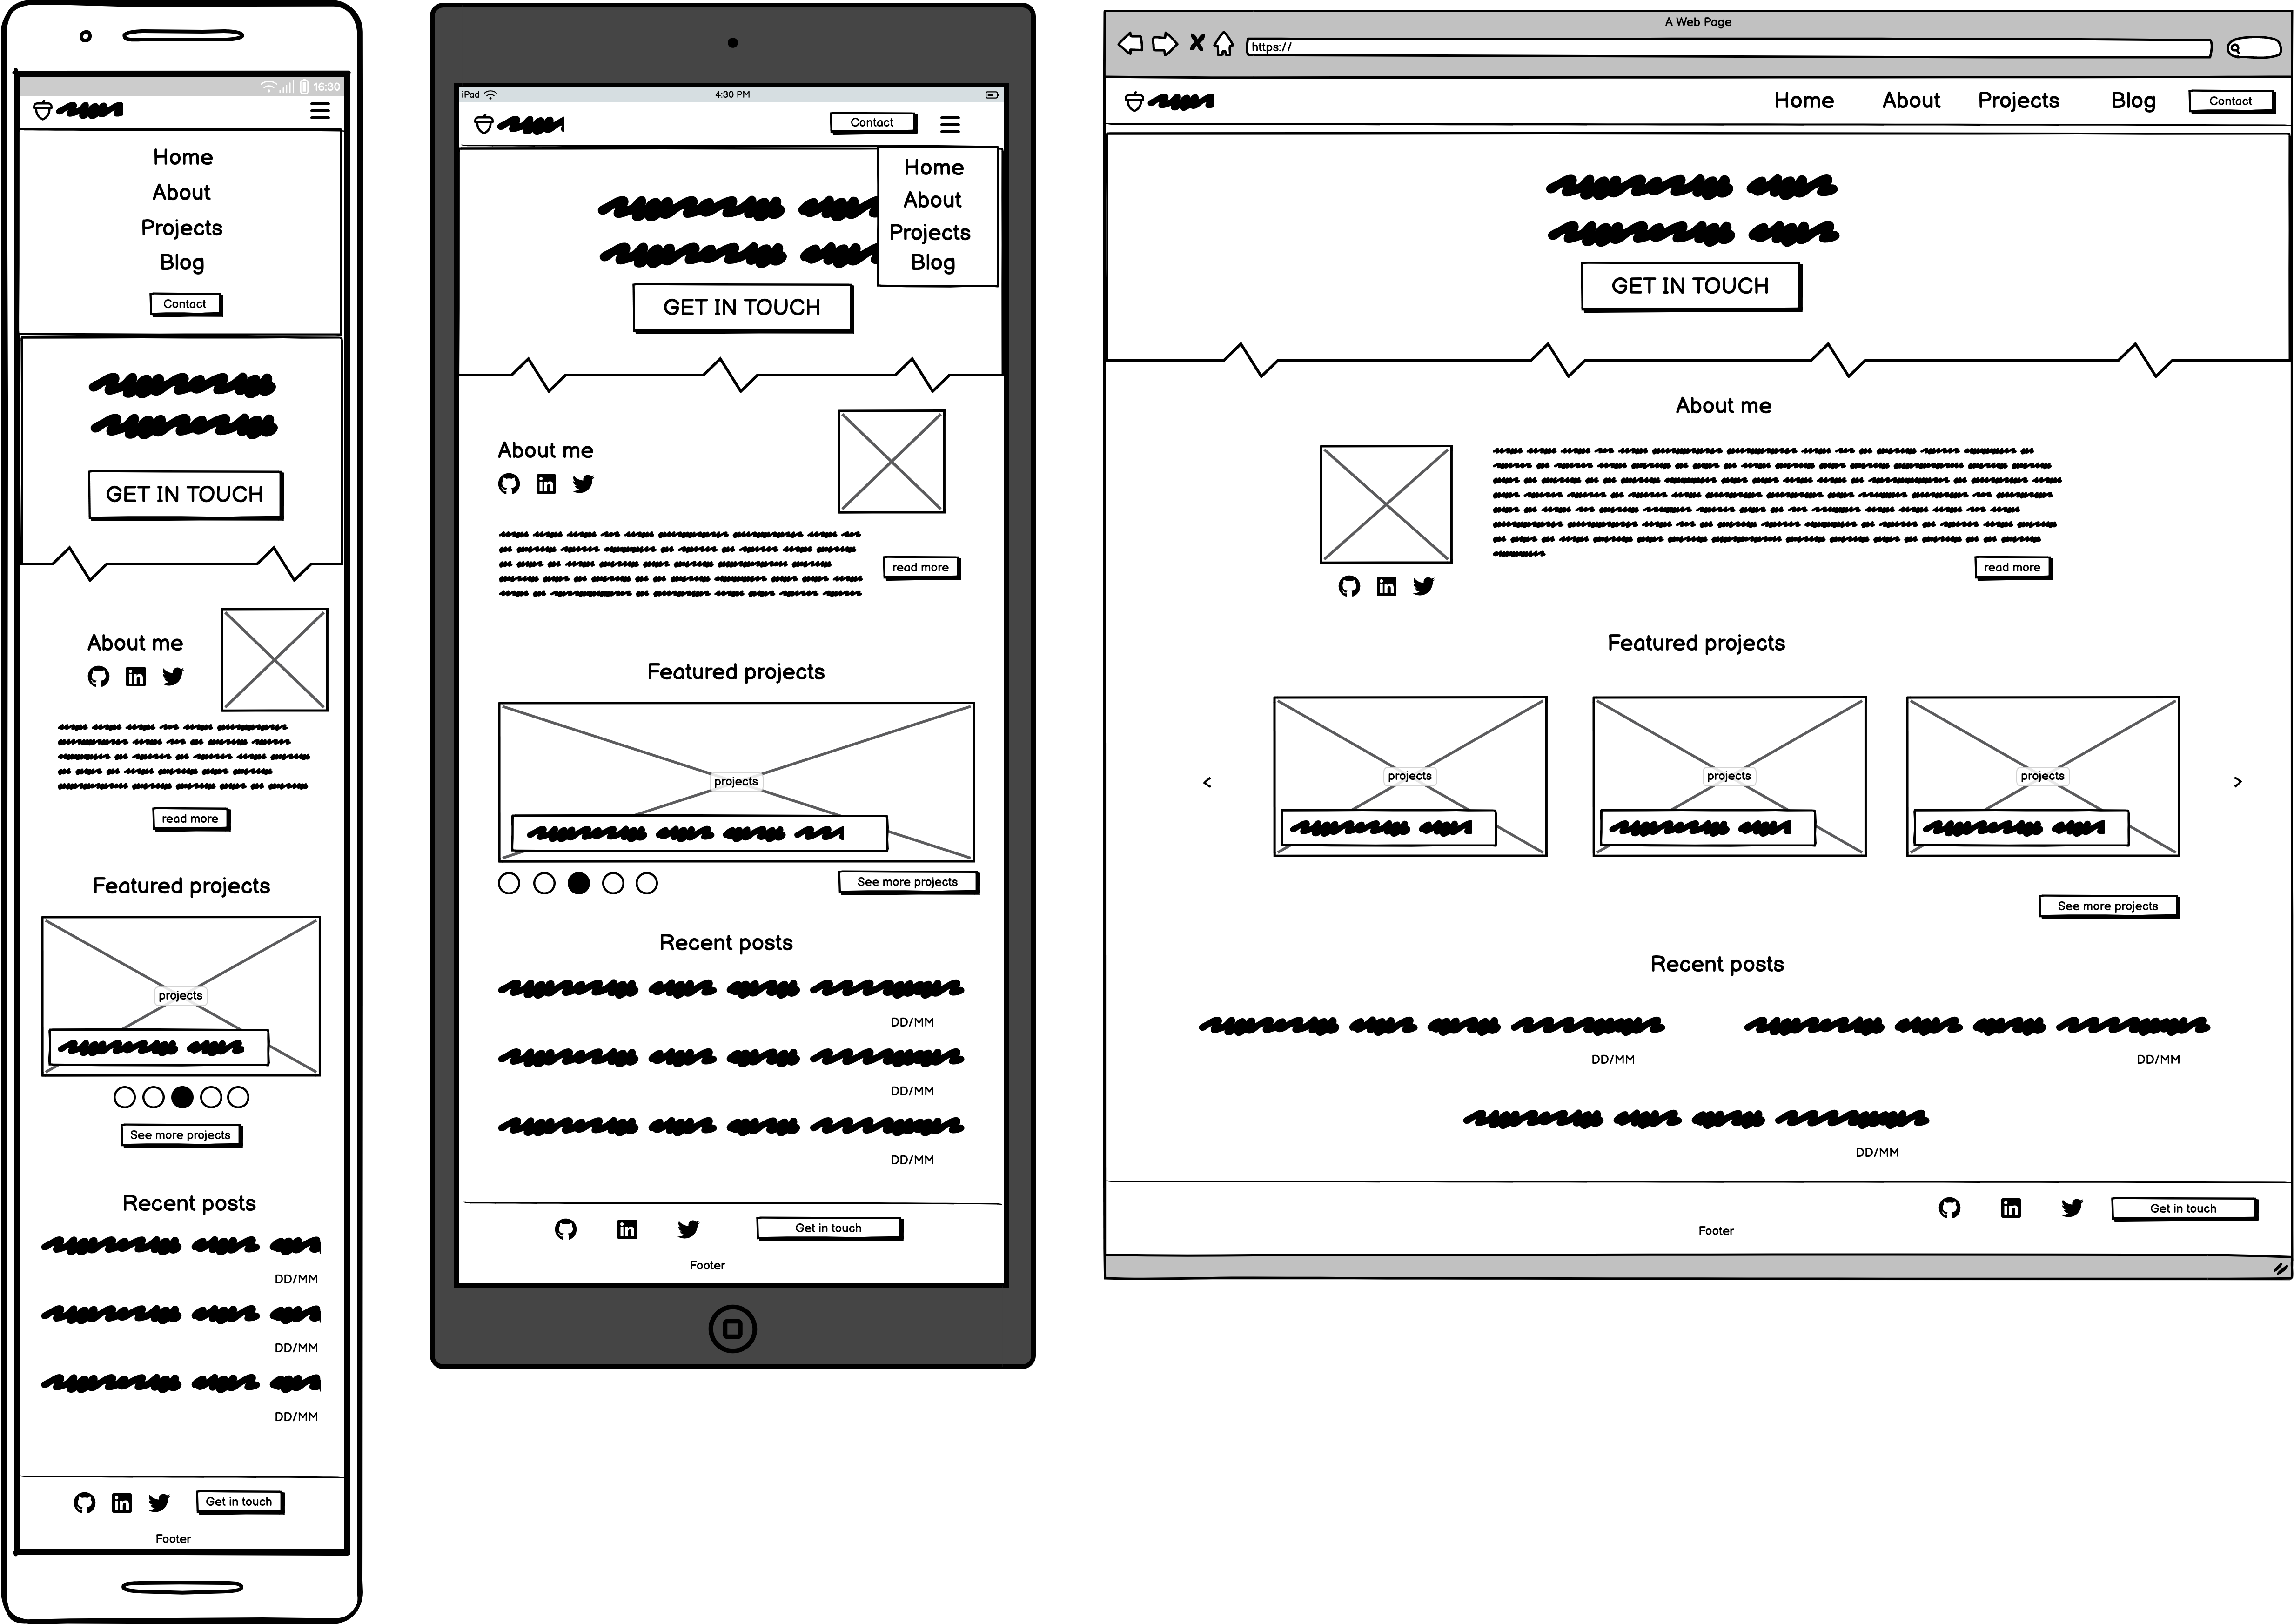 16:30
Home
About
Projects
Blog
Contact
GET IN TOUCH
About me
read more
Featured projects
projects
See more projects
Recent posts
DD/MM
DD/MM
DD/MM
Get in touch
Footer
iPad 4:30 PM
Contact
Home
About
Projects
Blog
GET IN TOUCH
About me
read more
Featured projects
projects
See more projects
Recent posts
DD/MM
DD/MM
DD/MM
Get in touch
Footer
A Web Page
https://
Home About Projects Blog Contact
GET IN TOUCH
About me
read more
Featured projects
< projects projects projects >
See more projects
Recent posts
DD/MM DD/MM
DD/MM
Get in touch
Footer